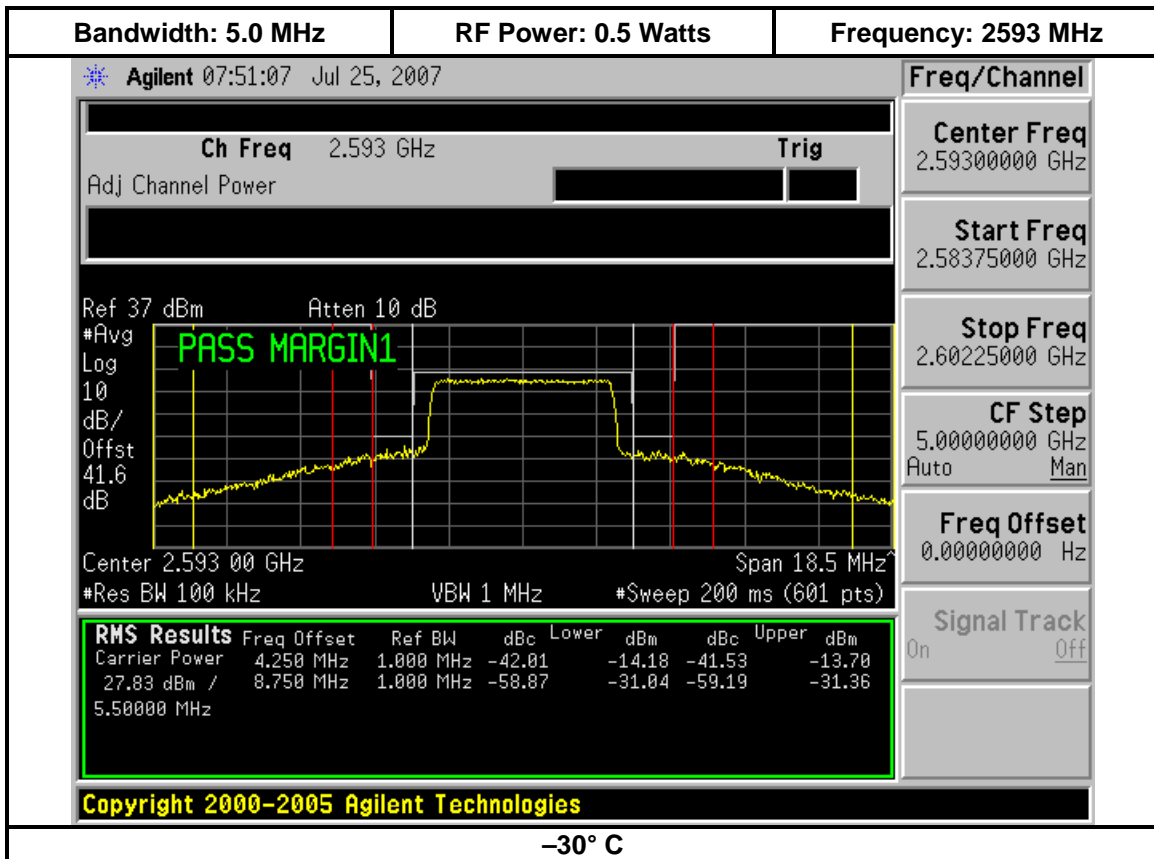 Bandwidth: 5.0 MHz RF Power: 0.5 Watts Frequency: 2593 MHz
Agilent 07:51:07 Jul 25, 2007
Freq/Channel
Ch Freq 2.593 GHz Trig
Adj Channel Power
Center Freq
2.59300000 GHz
Start Freq
2.58375000 GHz
Stop Freq
2.60225000 GHz
CF Step
5.00000000 GHz
Auto Man
Freq Offset
0.00000000 Hz
Signal Track
On Off
Ref 37 dBm Atten 10 dB
#Avg
Log
10
dB/
Offst
41.6
dB
PASS MARGIN1
Center 2.593 00 GHz Span 18.5 MHz^
#Res BW 100 kHz VBW 1 MHz #Sweep 200 ms (601 pts)
RMS Results Freq Offset Ref BW dBc Lower dBm dBc Upper dBm
Carrier Power 4.250 MHz 1.000 MHz -42.01 -14.18 -41.53 -13.70
27.83 dBm / 8.750 MHz 1.000 MHz -58.87 -31.04 -59.19 -31.36
5.50000 MHz
Copyright 2000-2005 Agilent Technologies
–30° C